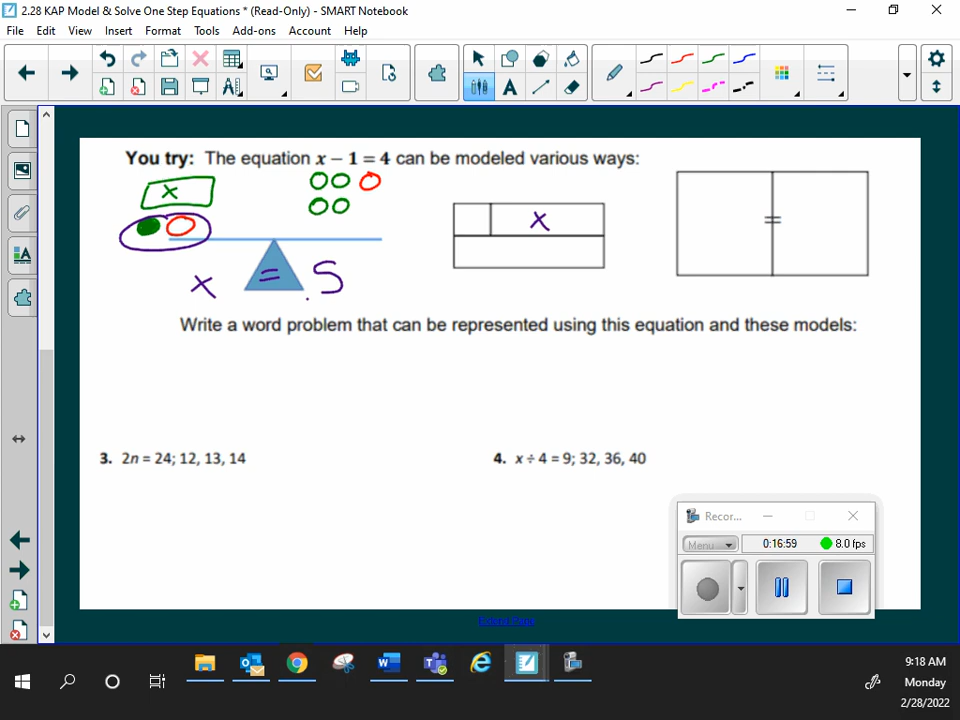 2.28 KAP Model & Solve One Step Equations * (Read-Only) - SMART Notebook
File Edit View Insert Format Tools Add-ons Account Help
You try: The equation x − 1 = 4 can be modeled various ways:
x
x
=
x = 5
Write a word problem that can be represented using this equation and these models:
3. 2n = 24; 12, 13, 14
4. x ÷ 4 = 9; 32, 36, 40
Recor...
Menu 0:16:59 8.0 fps
Extend Page
9:18 AM
Monday
2/28/2022